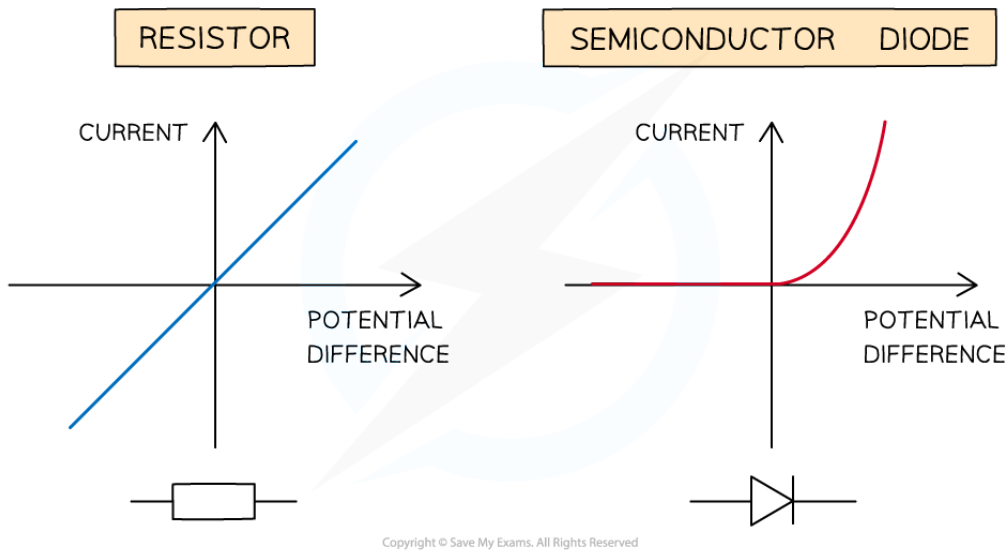 RESISTOR
SEMICONDUCTOR DIODE
CURRENT
CURRENT
POTENTIAL
DIFFERENCE
POTENTIAL
DIFFERENCE
Copyright © Save My Exams. All Rights Reserved